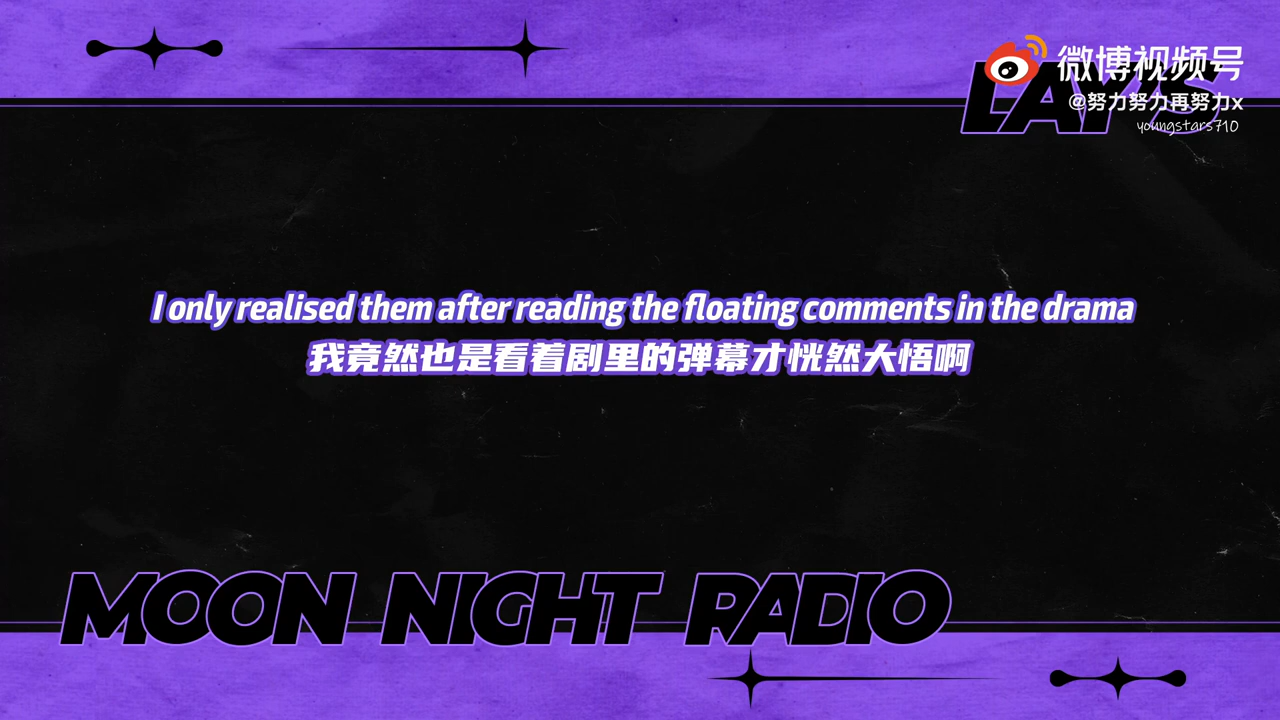 微博视频号
LAY'S
@努力努力再努力x
youngstars710
I only realised them after reading the floating comments in the drama
我竟然也是看着剧里的弹幕才恍然大悟啊
MOON NIGHT RADIO